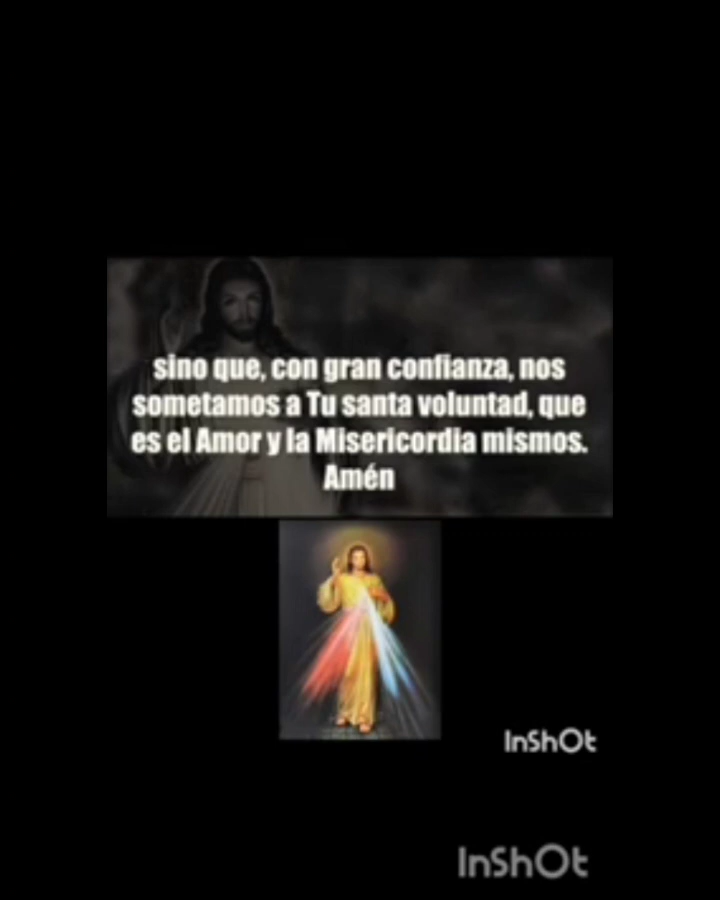 sino que, con gran confianza, nos
sometamos a Tu santa voluntad, que
es el Amor y la Misericordia mismos.
Amén
InShOt
InShOt